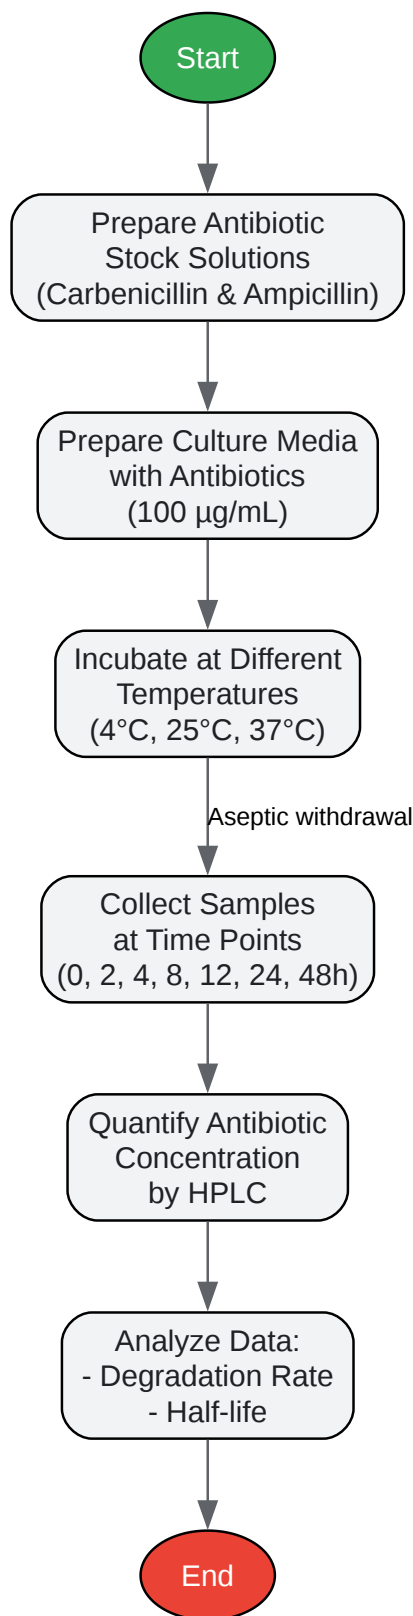 Start
Prepare Antibiotic
Stock Solutions
(Carbenicillin & Ampicillin)
Prepare Culture Media
with Antibiotics
(100 µg/mL)
Incubate at Different
Temperatures
(4°C, 25°C, 37°C)
Aseptic withdrawal
Collect Samples
at Time Points
(0, 2, 4, 8, 12, 24, 48h)
Quantify Antibiotic
Concentration
by HPLC
Analyze Data:
- Degradation Rate
- Half-life
End